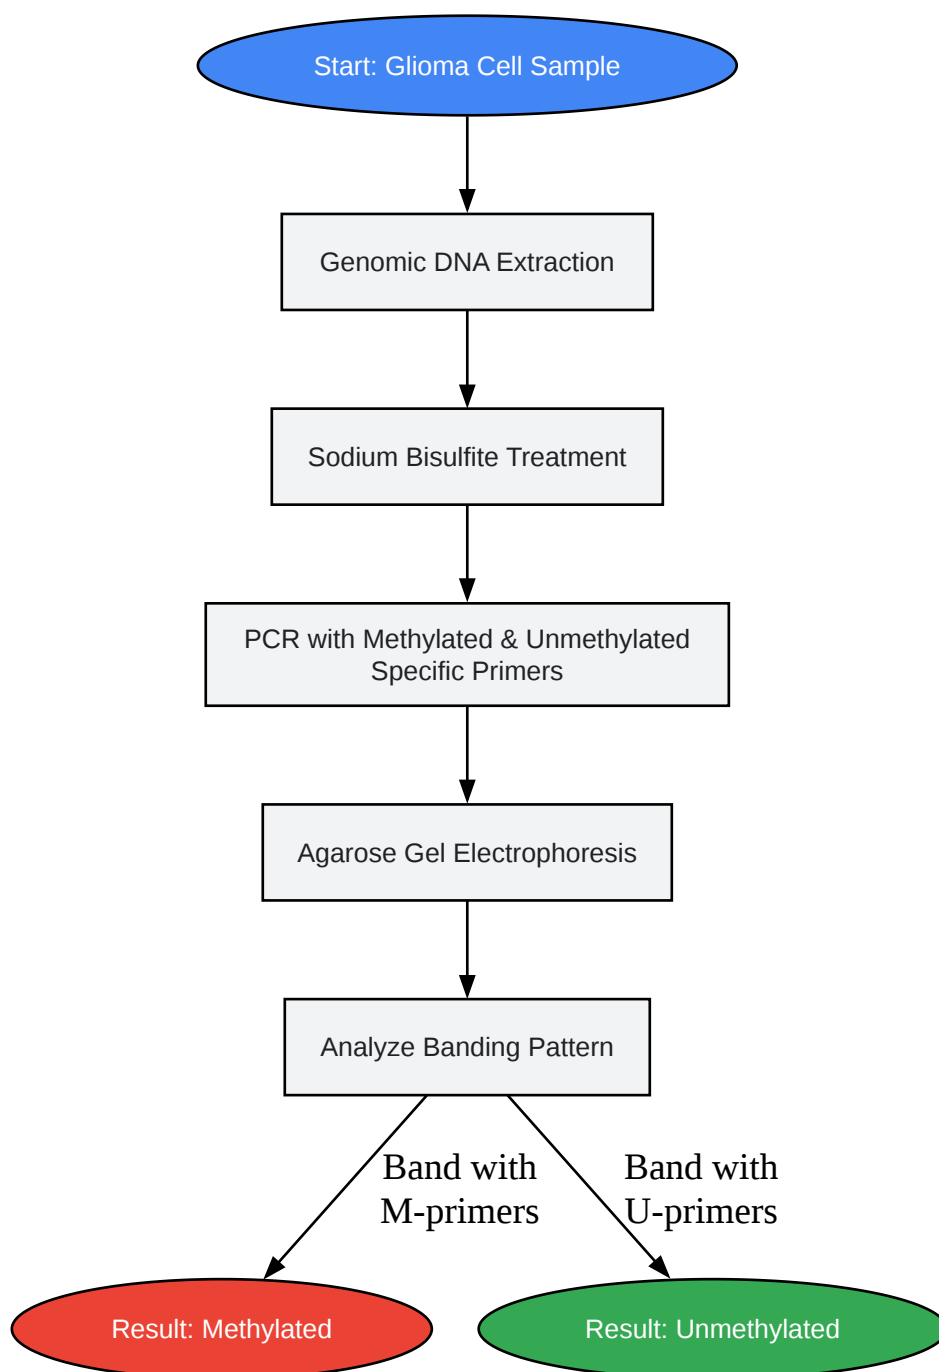 Start: Glioma Cell Sample
Genomic DNA Extraction
Sodium Bisulfite Treatment
PCR with Methylated & Unmethylated
Specific Primers
Agarose Gel Electrophoresis
Analyze Banding Pattern
Band with
M-primers
Band with
U-primers
Result: Methylated
Result: Unmethylated